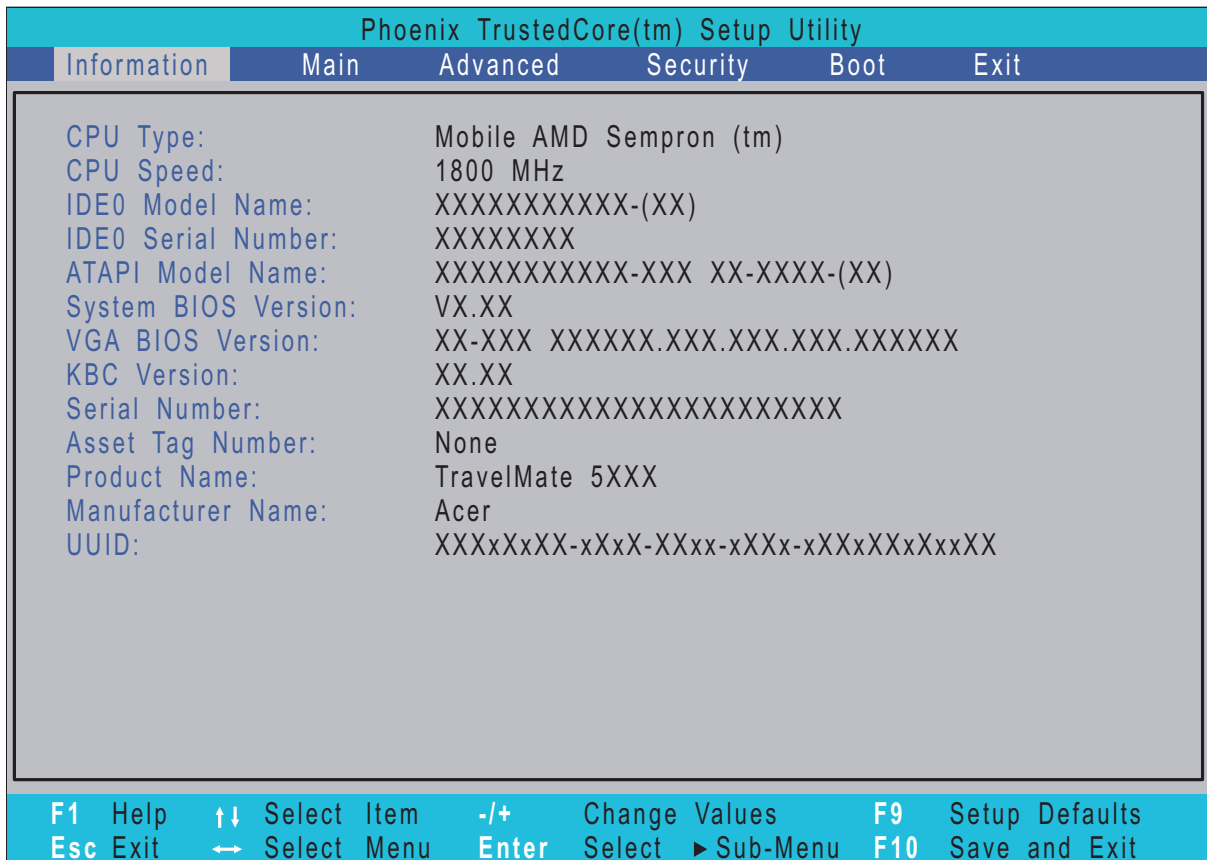 Phoenix TrustedCore(tm) Setup Utility
Information Main Advanced Security Boot Exit
CPU Type: Mobile AMD Sempron (tm)
CPU Speed: 1800 MHz
IDE0 Model Name: XXXXXXXXXXX-(XX)
IDE0 Serial Number: XXXXXXXX
ATAPI Model Name: XXXXXXXXXXX-XXX XX-XXXX-(XX)
System BIOS Version: VX.XX
VGA BIOS Version: XX-XXX XXXXXX.XXX.XXX.XXX.XXXXXX
KBC Version: XX.XX
Serial Number: XXXXXXXXXXXXXXXXXXXXXXX
Asset Tag Number: None
Product Name: TravelMate 5XXX
Manufacturer Name: Acer
UUID: XXXxXxXX-xXxX-XXxx-xXXx-xXXxXXxXxxXX
F1 Help ↑↓ Select Item -/+ Change Values F9 Setup Defaults
Esc Exit ↔ Select Menu Enter Select ►Sub-Menu F10 Save and Exit